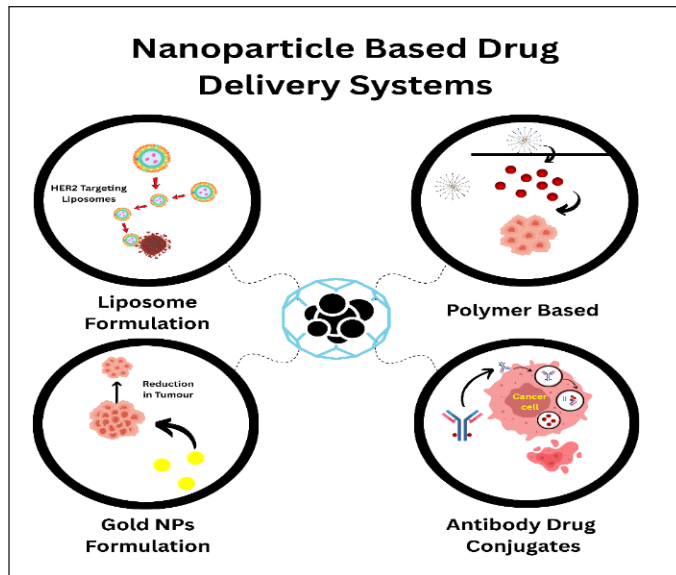 Nanoparticle Based Drug
Delivery Systems
HER2 Targeting
Liposomes
Liposome
Formulation
Polymer Based
Reduction
in Tumour
Gold NPs
Formulation
Cancer
cell
Antibody Drug
Conjugates